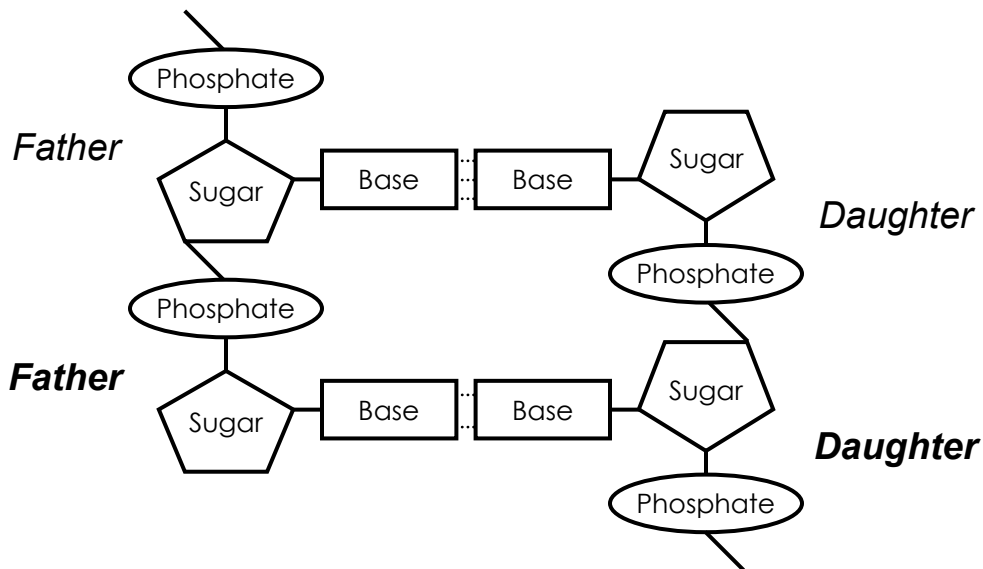 Phosphate
Father
Sugar
Base
Base
Sugar
Daughter
Phosphate
Phosphate
Father
Sugar
Base
Base
Sugar
Daughter
Phosphate